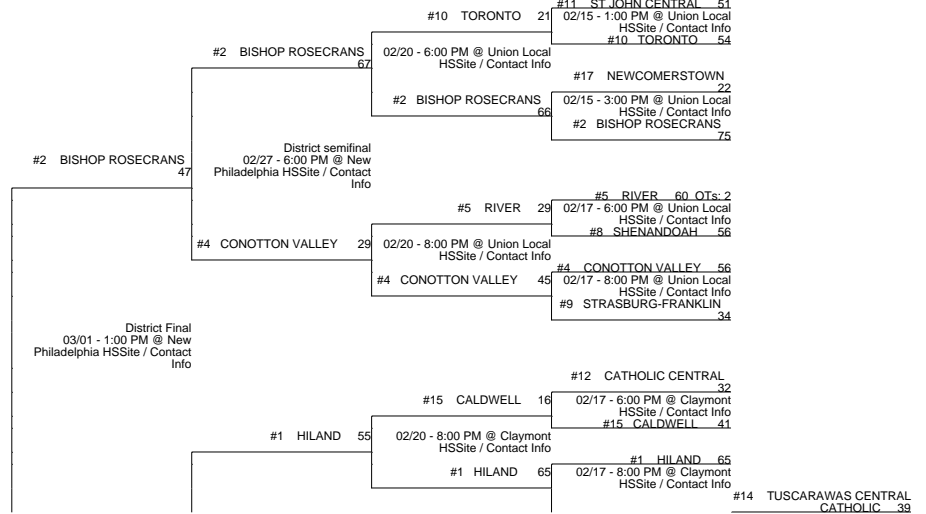 #11 ST JOHN CENTRAL 51
#10 TORONTO 21
02/15 - 1:00 PM @ Union Local
HSSite / Contact Info
#10 TORONTO 54
#2 BISHOP ROSECRANS
67
02/20 - 6:00 PM @ Union Local
HSSite / Contact Info
#17 NEWCOMERSTOWN
22
#2 BISHOP ROSECRANS
66
02/15 - 3:00 PM @ Union Local
HSSite / Contact Info
#2 BISHOP ROSECRANS
75
#2 BISHOP ROSECRANS
47
District semifinal
02/27 - 6:00 PM @ New
Philadelphia HSSite / Contact
Info
#5 RIVER 60 OTs: 2
#5 RIVER 29
02/17 - 6:00 PM @ Union Local
HSSite / Contact Info
#8 SHENANDOAH 56
#4 CONOTTON VALLEY 29
02/20 - 8:00 PM @ Union Local
HSSite / Contact Info
#4 CONOTTON VALLEY 56
#4 CONOTTON VALLEY 45
02/17 - 8:00 PM @ Union Local
HSSite / Contact Info
#9 STRASBURG-FRANKLIN
34
District Final
03/01 - 1:00 PM @ New
Philadelphia HSSite / Contact
Info
#12 CATHOLIC CENTRAL
32
#15 CALDWELL 16
02/17 - 6:00 PM @ Claymont
HSSite / Contact Info
#15 CALDWELL 41
#1 HILAND 55
02/20 - 8:00 PM @ Claymont
HSSite / Contact Info
#1 HILAND 65
#1 HILAND 65
02/17 - 8:00 PM @ Claymont
HSSite / Contact Info
#14 TUSCARAWAS CENTRAL
CATHOLIC 39